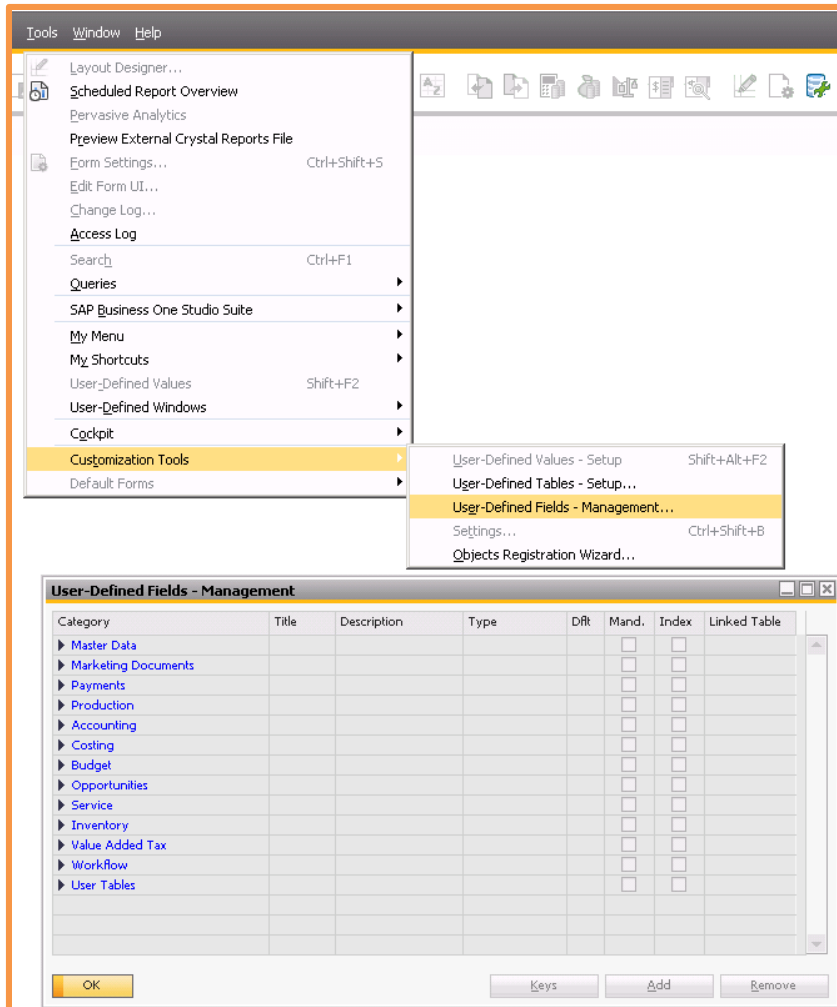 Tools Window Help
Layout Designer...
Scheduled Report Overview
Pervasive Analytics
Preview External Crystal Reports File
Form Settings... Ctrl+Shift+S
Edit Form UI...
Change Log...
Access Log
Search Ctrl+F1
Queries
SAP Business One Studio Suite
My Menu
My Shortcuts
User-Defined Values Shift+F2
User-Defined Windows
Cockpit
Customization Tools
Default Forms
User-Defined Values - Setup Shift+Alt+F2
User-Defined Tables - Setup...
User-Defined Fields - Management...
Settings... Ctrl+Shift+B
Objects Registration Wizard...
User-Defined Fields - Management
Category Title Description Type Dflt Mand. Index Linked Table
Master Data
Marketing Documents
Payments
Production
Accounting
Costing
Budget
Opportunities
Service
Inventory
Value Added Tax
Workflow
User Tables
OK Keys Add Remove